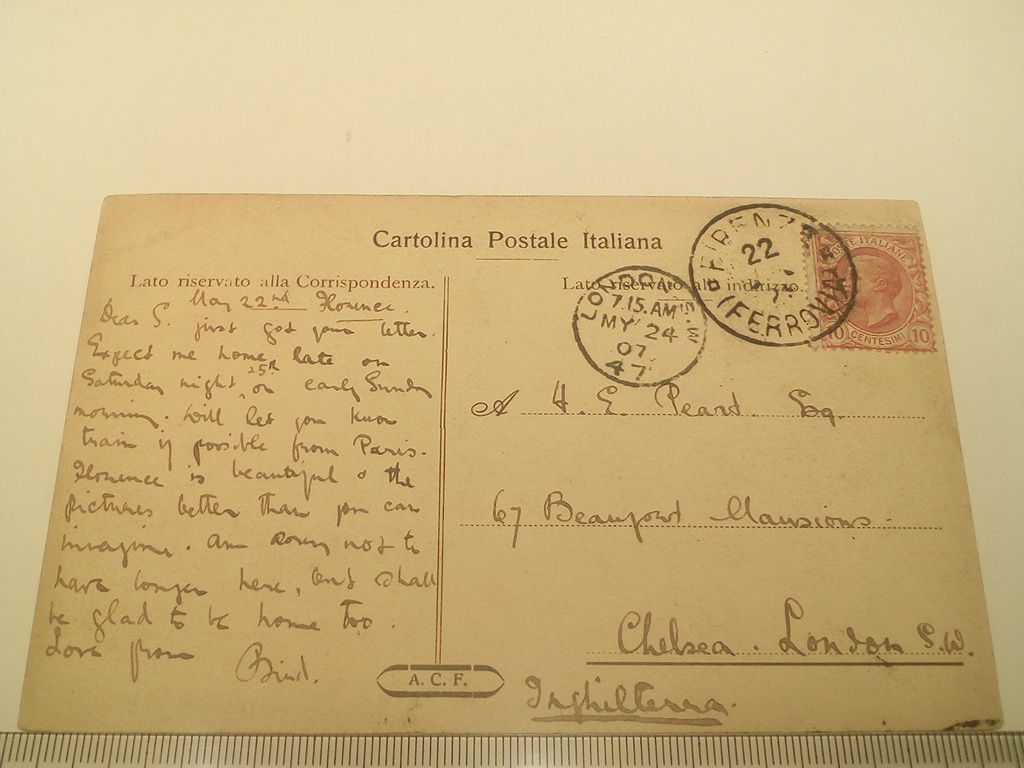 Cartolina Postale Italiana
Lato riservato alla Corrispondenza.
May 22nd Florence.
Dear S. just got your letter.
Expect me home late on
Saturday night 25th or early Sunday
morning. Will let you know
train if possible from Paris.
Florence is beautiful & the
pictures better than you can
imagine. Am sorry not to
have longer here, but shall
be glad to be home too.
Love from
Bird.
A. C. F.
Lato riservato all'indirizzo.
LONDON S.W
7.15.AM
MY 24
07
47
FIRENZE
22
(FERROVIA)
POSTE ITALIANE
10 CENTESIMI 10
H. E. Peard. Esq.
67 Beaufort Mansions.
Chelsea. London S.W.
Inghilterra.